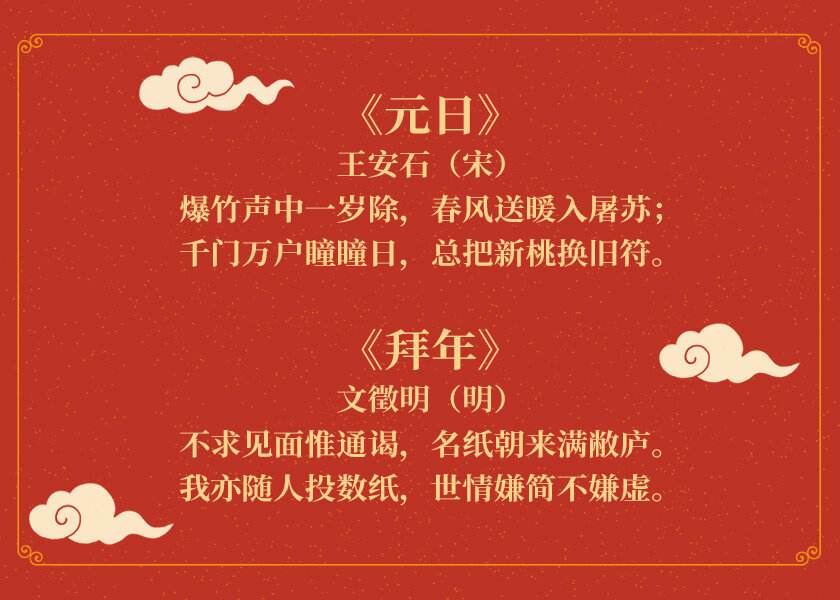 《元日》
王安石（宋）
爆竹声中一岁除，春风送暖入屠苏；
千门万户瞳瞳日，总把新桃换旧符。
《拜年》
文徵明（明）
不求见面惟通谒，名纸朝来满敝庐。
我亦随人投数纸，世情嫌简不嫌虚。